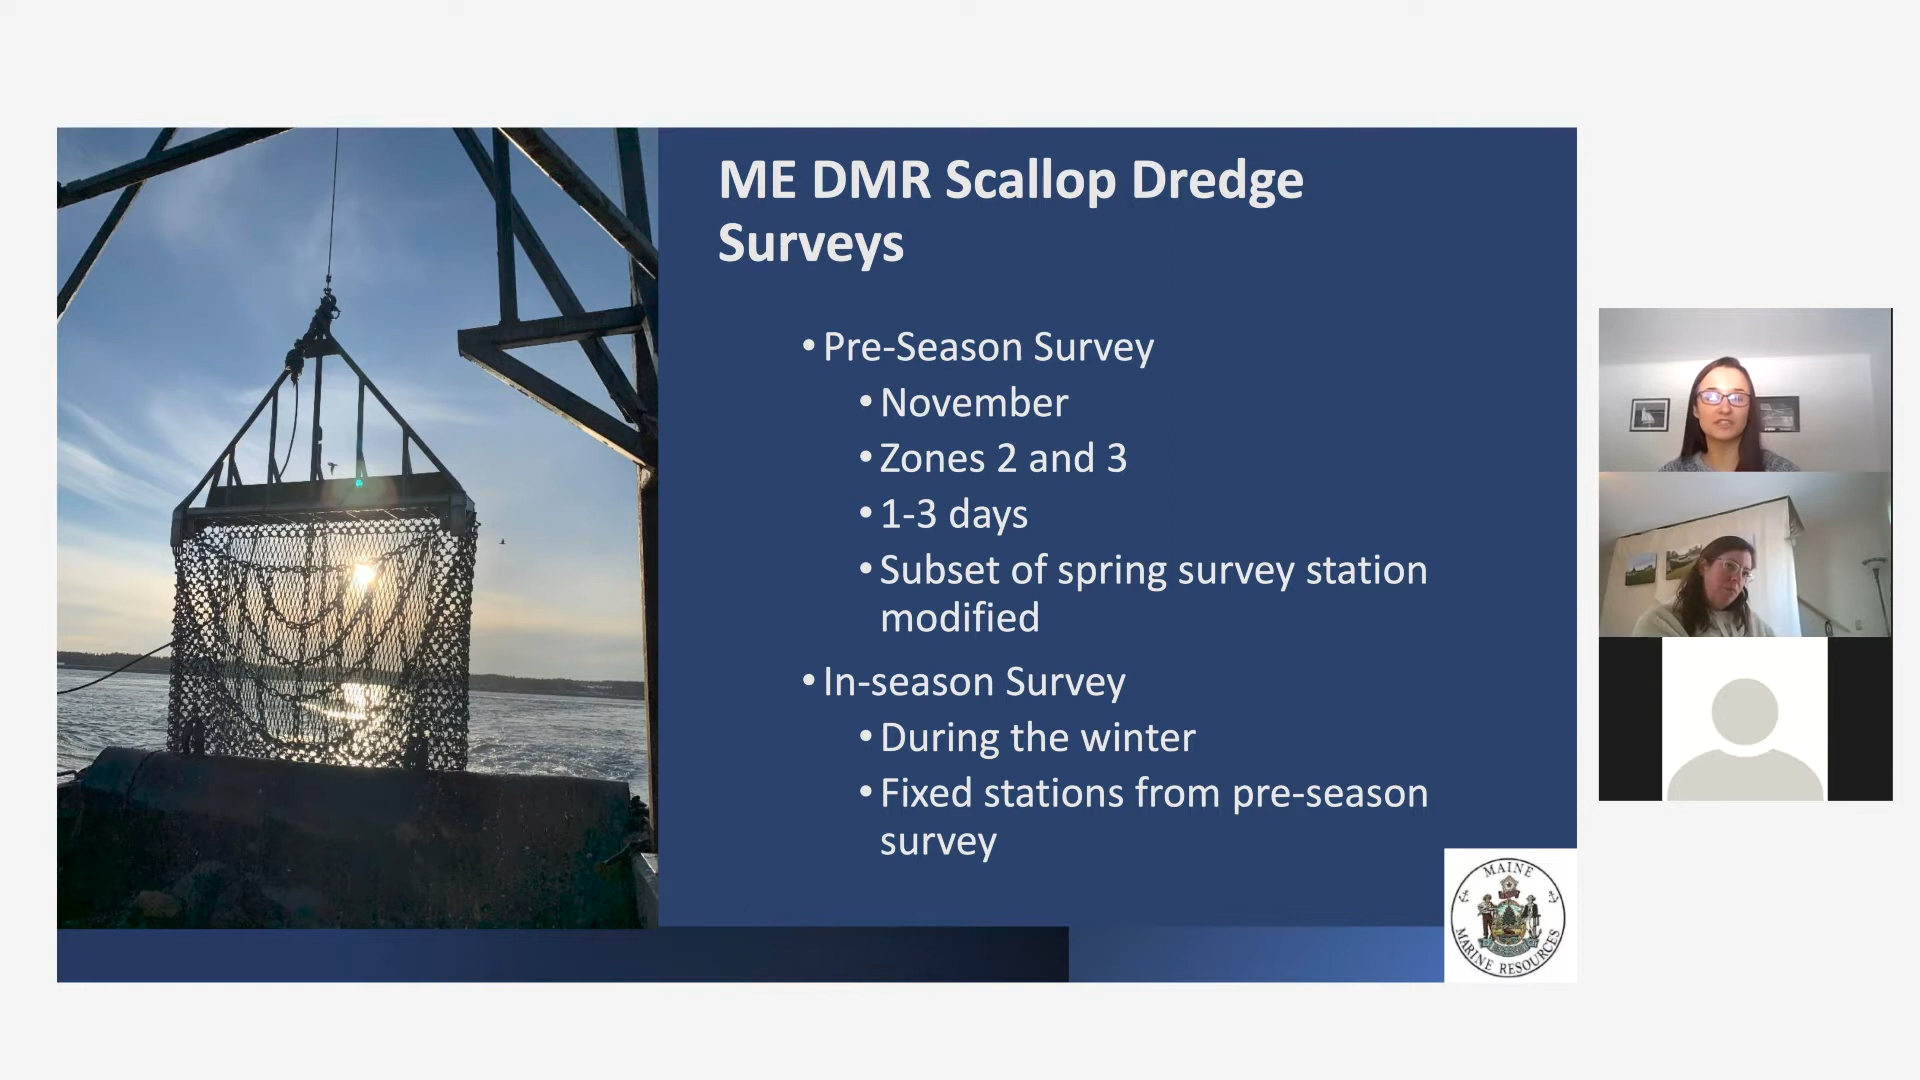 ME DMR Scallop Dredge
Surveys
• Pre-Season Survey
• November
• Zones 2 and 3
• 1-3 days
• Subset of spring survey station
modified
• In-season Survey
• During the winter
• Fixed stations from pre-season
survey
MAINE
MARINE RESOURCES